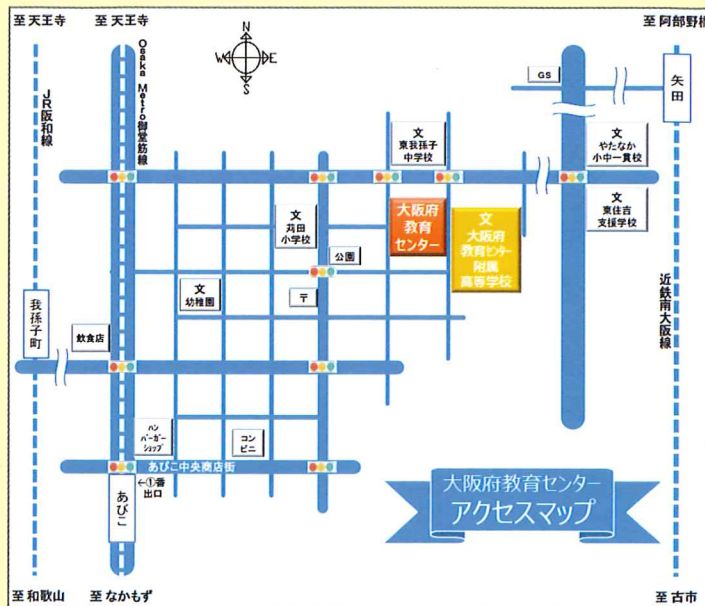 至 天王寺
至 天王寺
至 阿部野橋
N
W
E
S
JR阪和線
Osaka Metro御堂筋線
GS
矢田
文
東我孫子
中学校
文
やたなか
小中一貫校
文
苅田
小学校
大阪府
教育
センター
文
大阪府
教育センター
附属
高等学校
文
東住吉
支援学校
公園
文
幼稚園
〒
我孫子町
飲食店
近鉄南大阪線
ハン
バーガー
ショップ
コン
ビニ
あびこ中央商店街
あびこ
←①番
出口
大阪府教育センター
アクセスマップ
至 和歌山
至 なかもず
至 古市